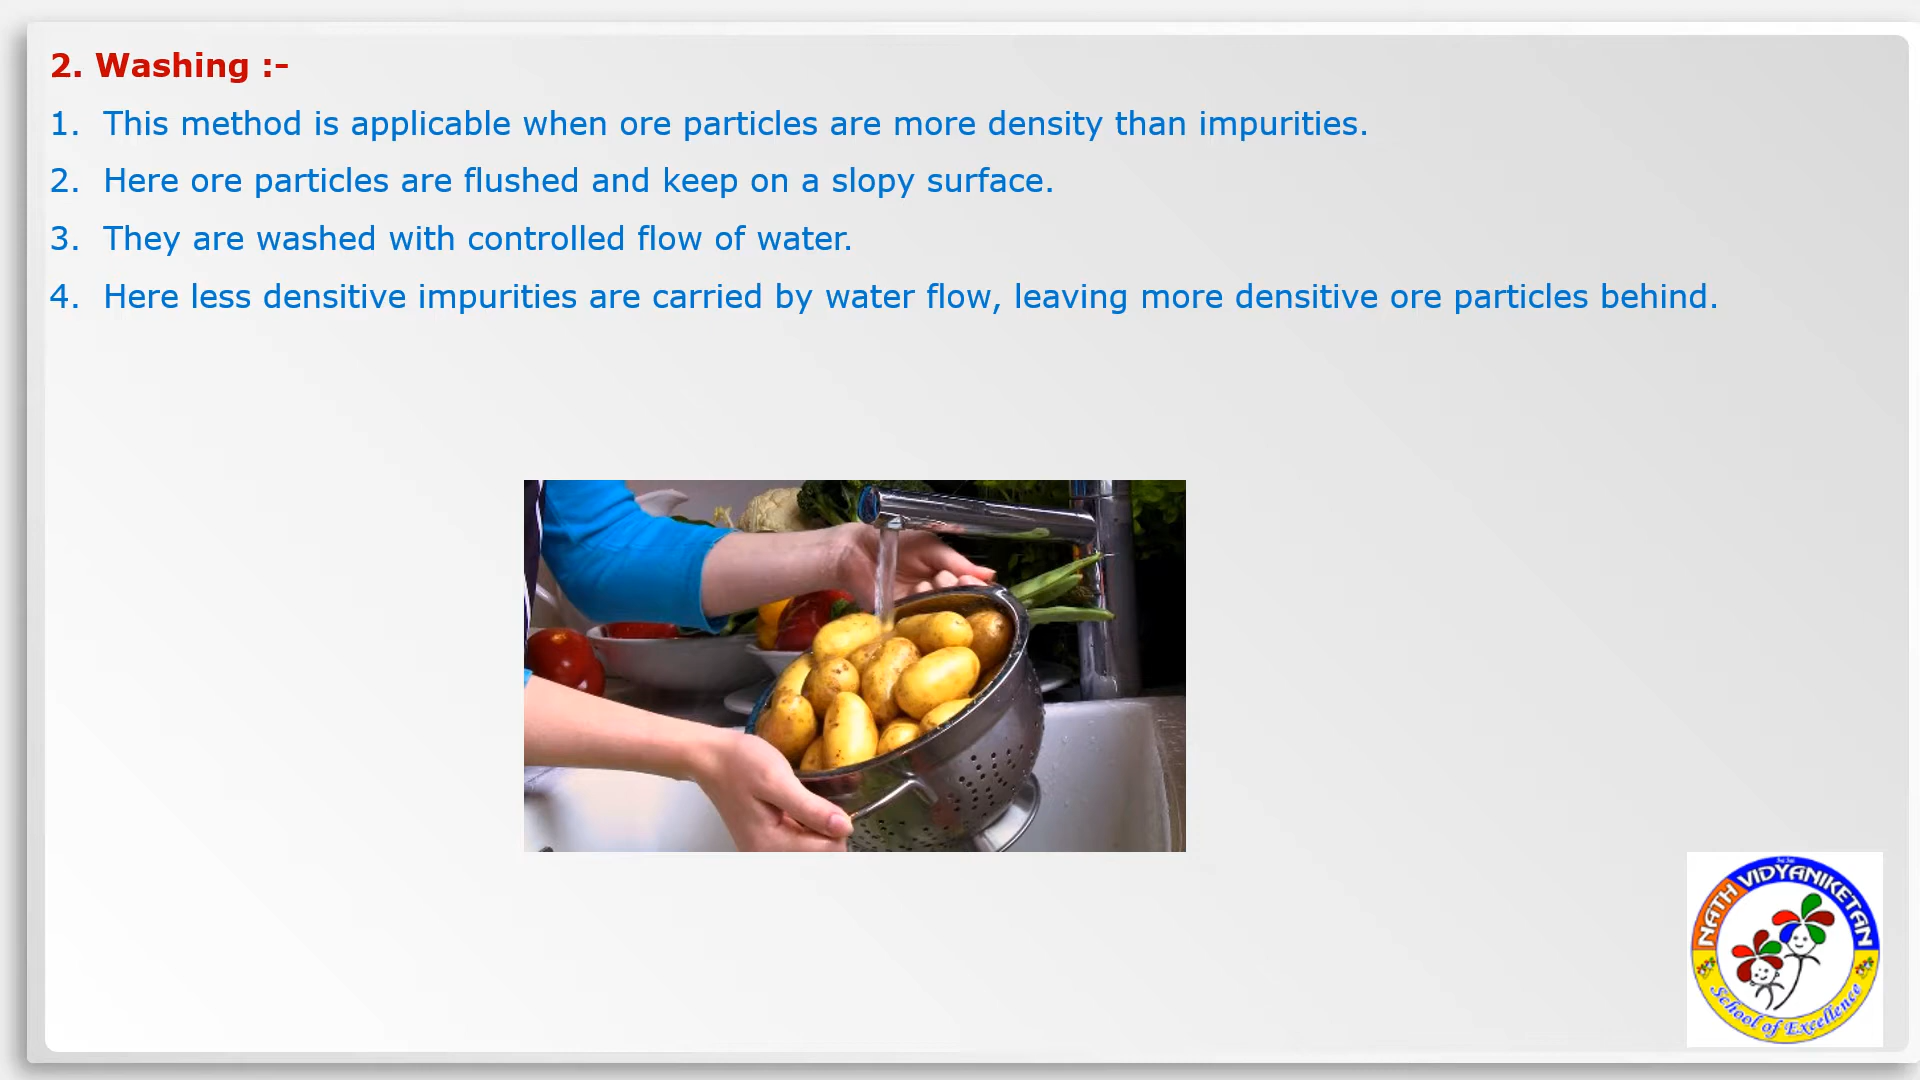 2. Washing :-
1. This method is applicable when ore particles are more density than impurities.
2. Here ore particles are flushed and keep on a slopy surface.
3. They are washed with controlled flow of water.
4. Here less densitive impurities are carried by water flow, leaving more densitive ore particles behind.
NATH VIDYANIKETAN
School of Excellence